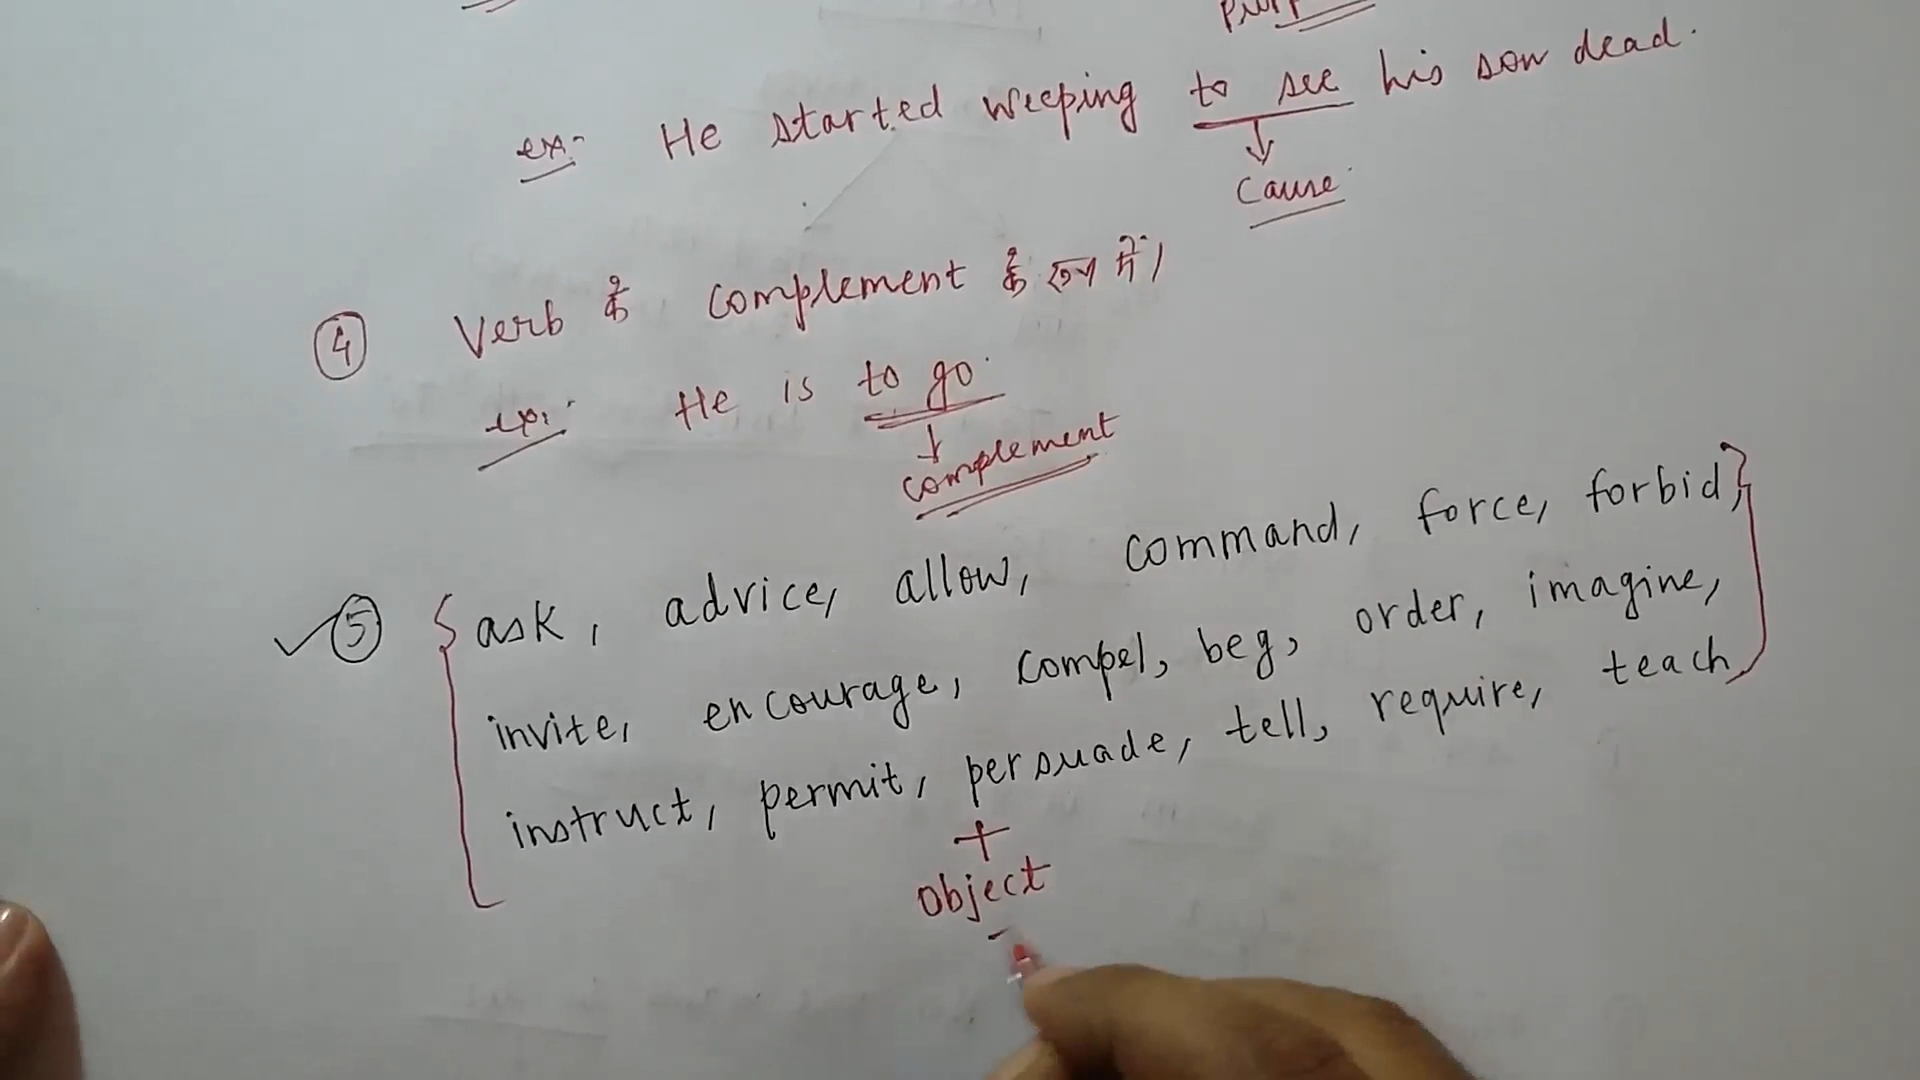 ex:- He started weeping to see his son dead.
Cause
④ Verb के complement के रूप में,
ex:- He is to go.
complement
⑤ { ask, advice, allow, command, force, forbid,
invite, encourage, compel, beg, order, imagine,
instruct, permit, persuade, tell, require, teach }
+
Object